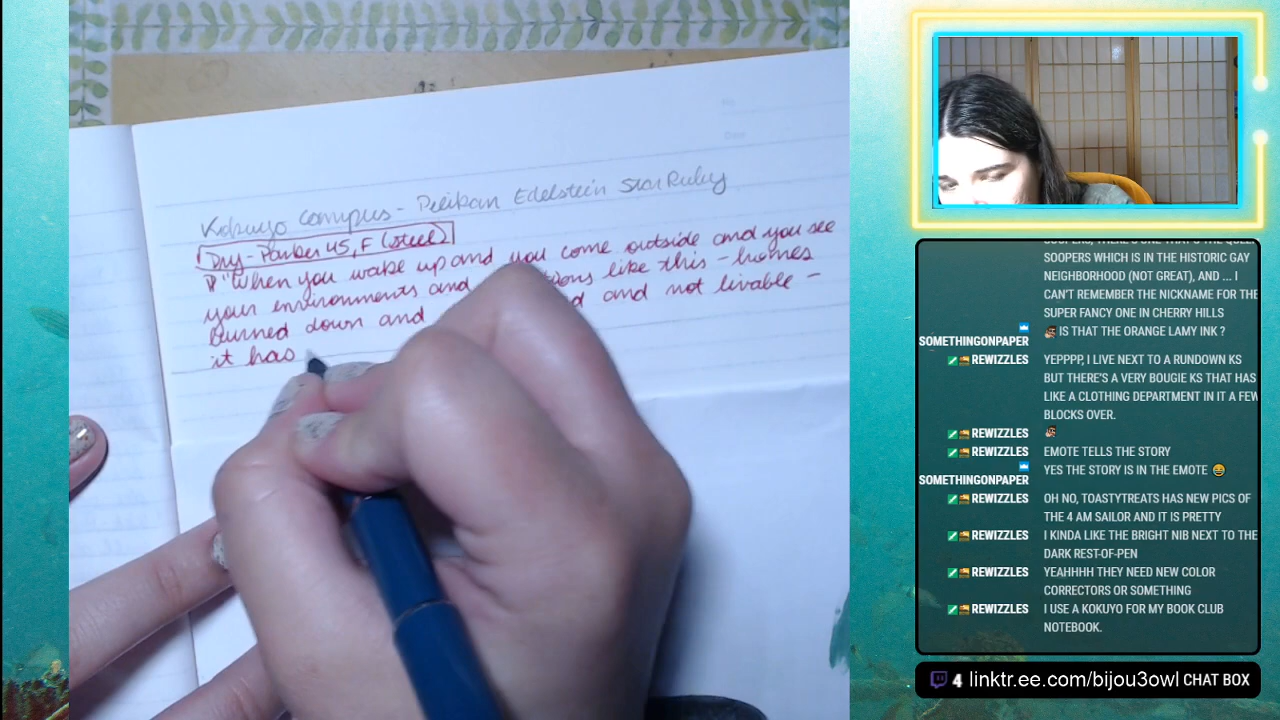 Kokuyo Campus - Pelikan Edelstein Star Ruby
Dry - Parker 45, F (steel)
"When you wake up and you come outside and you see
your environments and like this - homes
burned down and and not livable -
it has
SOOPERS WHICH IS IN THE HISTORIC GAY
NEIGHBORHOOD (NOT GREAT), AND ... I
CAN'T REMEMBER THE NICKNAME FOR THE
SUPER FANCY ONE IN CHERRY HILLS
SOMETHINGONPAPER IS THAT THE ORANGE LAMY INK ?
REWIZZLES YEPPPP, I LIVE NEXT TO A RUNDOWN KS
BUT THERE'S A VERY BOUGIE KS THAT HAS
LIKE A CLOTHING DEPARTMENT IN IT A FEW
BLOCKS OVER.
REWIZZLES
REWIZZLES EMOTE TELLS THE STORY
SOMETHINGONPAPER YES THE STORY IS IN THE EMOTE
REWIZZLES OH NO, TOASTYTREATS HAS NEW PICS OF
THE 4 AM SAILOR AND IT IS PRETTY
REWIZZLES I KINDA LIKE THE BRIGHT NIB NEXT TO THE
DARK REST-OF-PEN
REWIZZLES YEAHHHH THEY NEED NEW COLOR
CORRECTORS OR SOMETHING
REWIZZLES I USE A KOKUYO FOR MY BOOK CLUB
NOTEBOOK.
4 linktr.ee.com/bijou3owl CHAT BOX